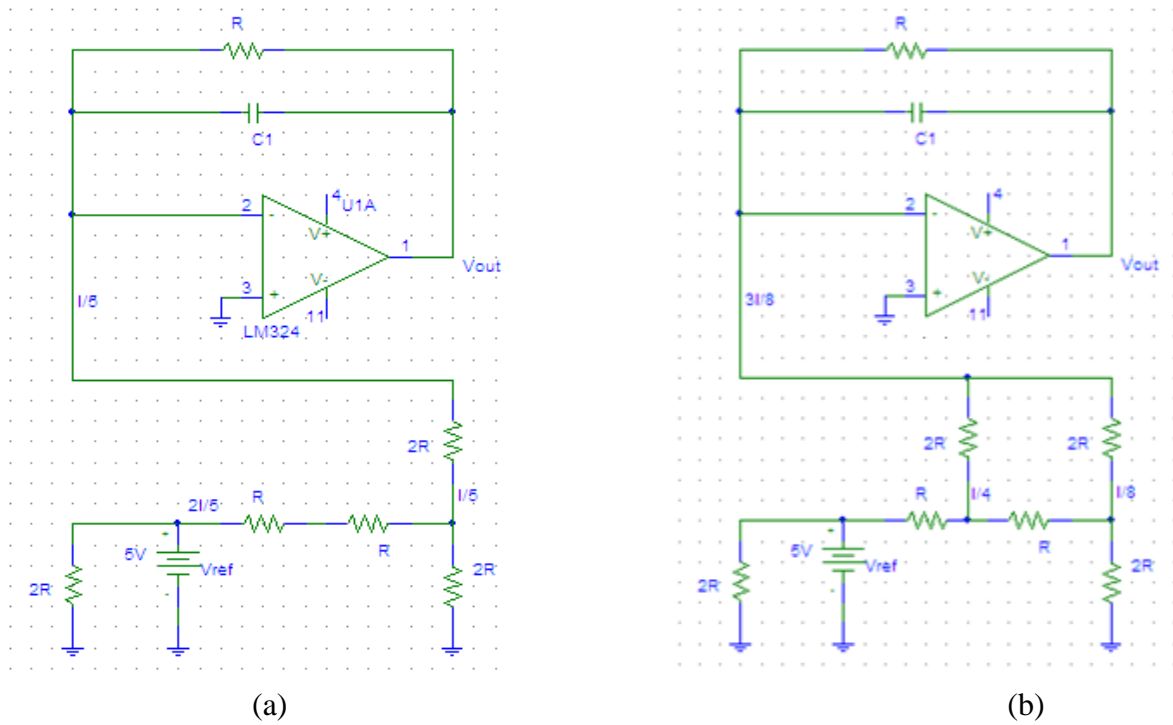 R
C1
4
U1A
2
-
V+
1
Vout
V-
3
+
11
LM324
I/5
2R
I/5
2I/5
R
R
+
5V
Vref
-
2R
2R
(a)
R
C1
4
2
-
V+
1
Vout
V-
3
+
11
3I/8
2R
2R
I/4
I/8
R
R
+
5V
Vref
-
2R
2R
(b)